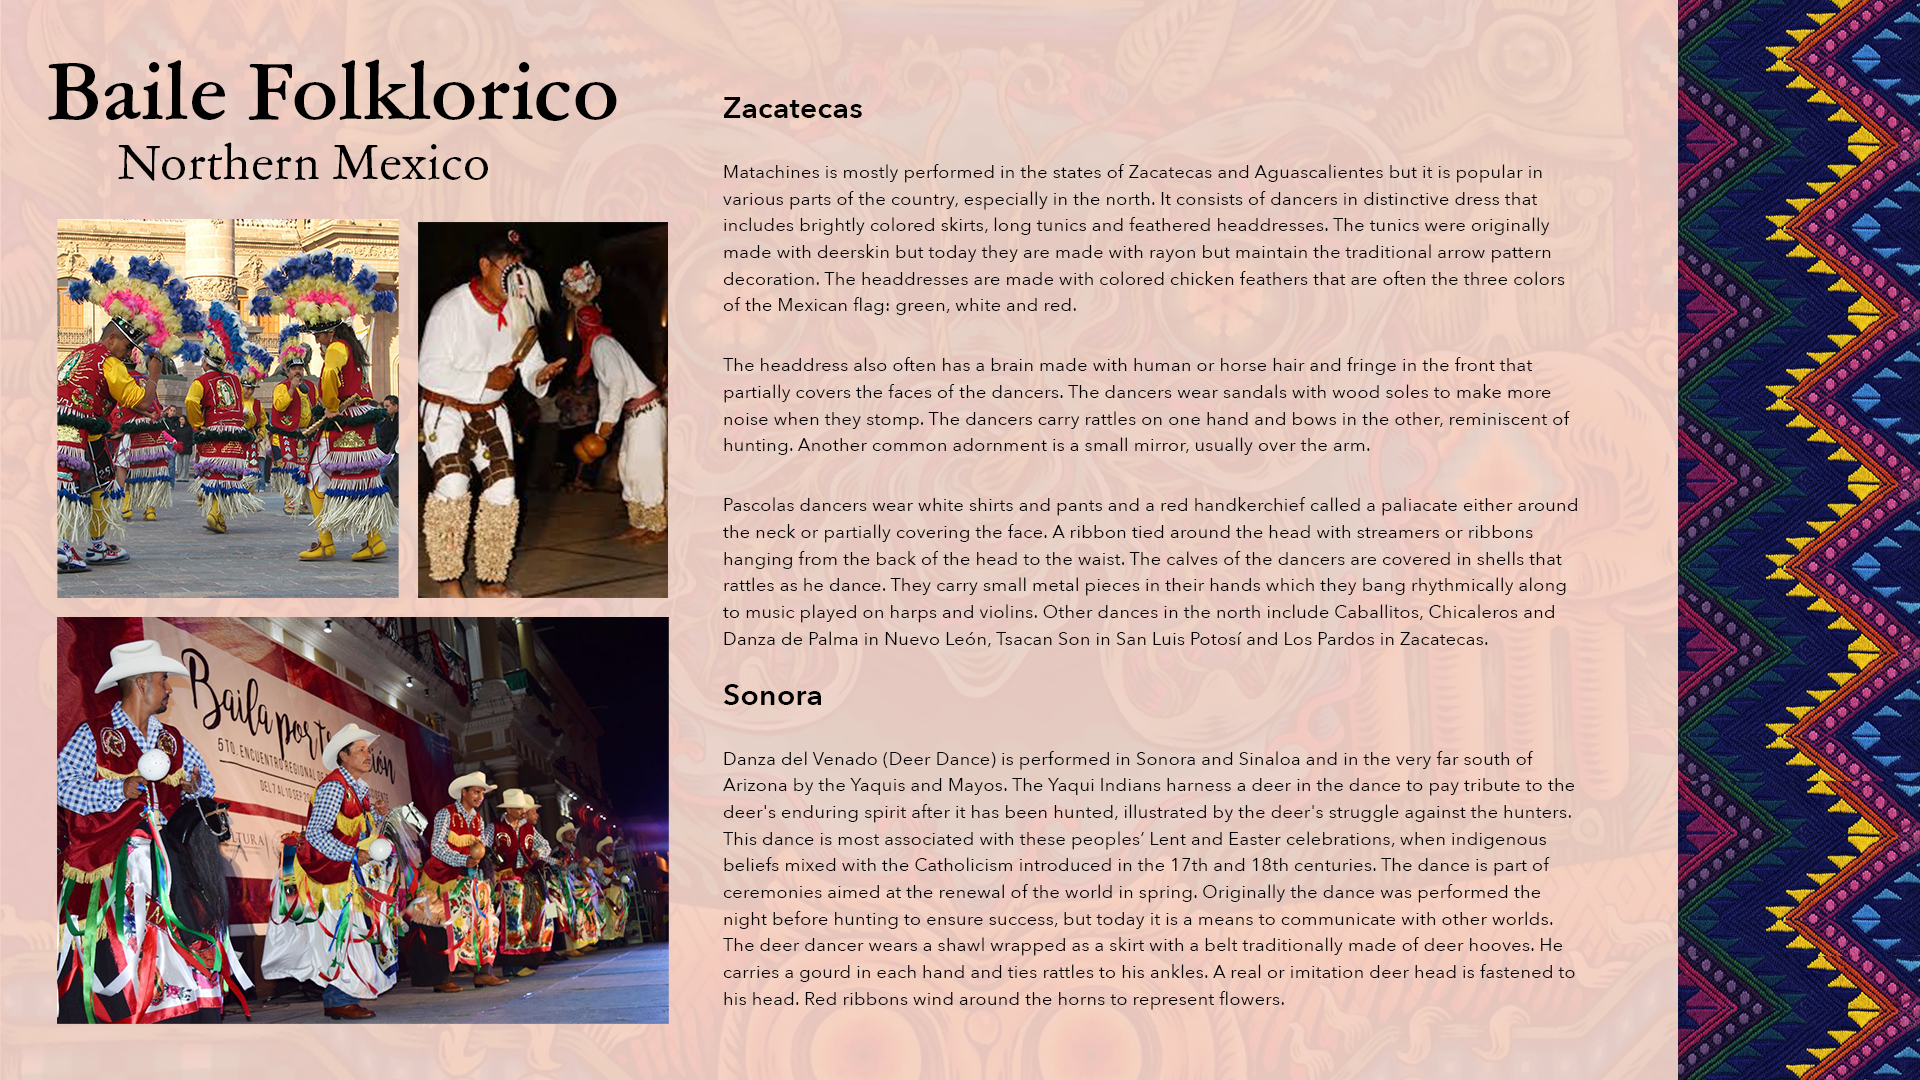 Baile Folklorico
Northern Mexico
Zacatecas
Matachines is mostly performed in the states of Zacatecas and Aguascalientes but it is popular in
various parts of the country, especially in the north. It consists of dancers in distinctive dress that
includes brightly colored skirts, long tunics and feathered headdresses. The tunics were originally
made with deerskin but today they are made with rayon but maintain the traditional arrow pattern
decoration. The headdresses are made with colored chicken feathers that are often the three colors
of the Mexican flag: green, white and red.
The headdress also often has a brain made with human or horse hair and fringe in the front that
partially covers the faces of the dancers. The dancers wear sandals with wood soles to make more
noise when they stomp. The dancers carry rattles on one hand and bows in the other, reminiscent of
hunting. Another common adornment is a small mirror, usually over the arm.
Pascolas dancers wear white shirts and pants and a red handkerchief called a paliacate either around
the neck or partially covering the face. A ribbon tied around the head with streamers or ribbons
hanging from the back of the head to the waist. The calves of the dancers are covered in shells that
rattles as he dance. They carry small metal pieces in their hands which they bang rhythmically along
to music played on harps and violins. Other dances in the north include Caballitos, Chicaleros and
Danza de Palma in Nuevo León, Tsacan Son in San Luis Potosí and Los Pardos in Zacatecas.
Sonora
Danza del Venado (Deer Dance) is performed in Sonora and Sinaloa and in the very far south of
Arizona by the Yaquis and Mayos. The Yaqui Indians harness a deer in the dance to pay tribute to the
deer's enduring spirit after it has been hunted, illustrated by the deer's struggle against the hunters.
This dance is most associated with these peoples’ Lent and Easter celebrations, when indigenous
beliefs mixed with the Catholicism introduced in the 17th and 18th centuries. The dance is part of
ceremonies aimed at the renewal of the world in spring. Originally the dance was performed the
night before hunting to ensure success, but today it is a means to communicate with other worlds.
The deer dancer wears a shawl wrapped as a skirt with a belt traditionally made of deer hooves. He
carries a gourd in each hand and ties rattles to his ankles. A real or imitation deer head is fastened to
his head. Red ribbons wind around the horns to represent flowers.
Baila por
5TO ENCUENTRO REGIONAL
DEL 7 AL 10 SEP